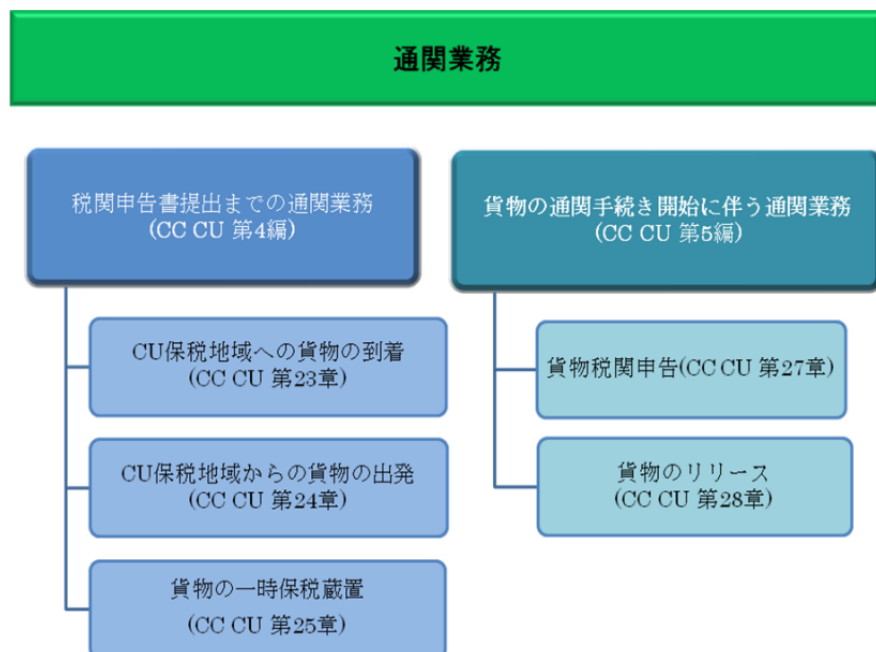 通関業務
税関申告書提出までの通関業務
(CC CU 第4編)
CU保税地域への貨物の到着
(CC CU 第23章)
CU保税地域からの貨物の出発
(CC CU 第24章)
貨物の一時保税蔵置
(CC CU 第25章)
貨物の通関手続き開始に伴う通関業務
(CC CU 第5編)
貨物税関申告(CC CU 第27章)
貨物のリリース
(CC CU 第28章)